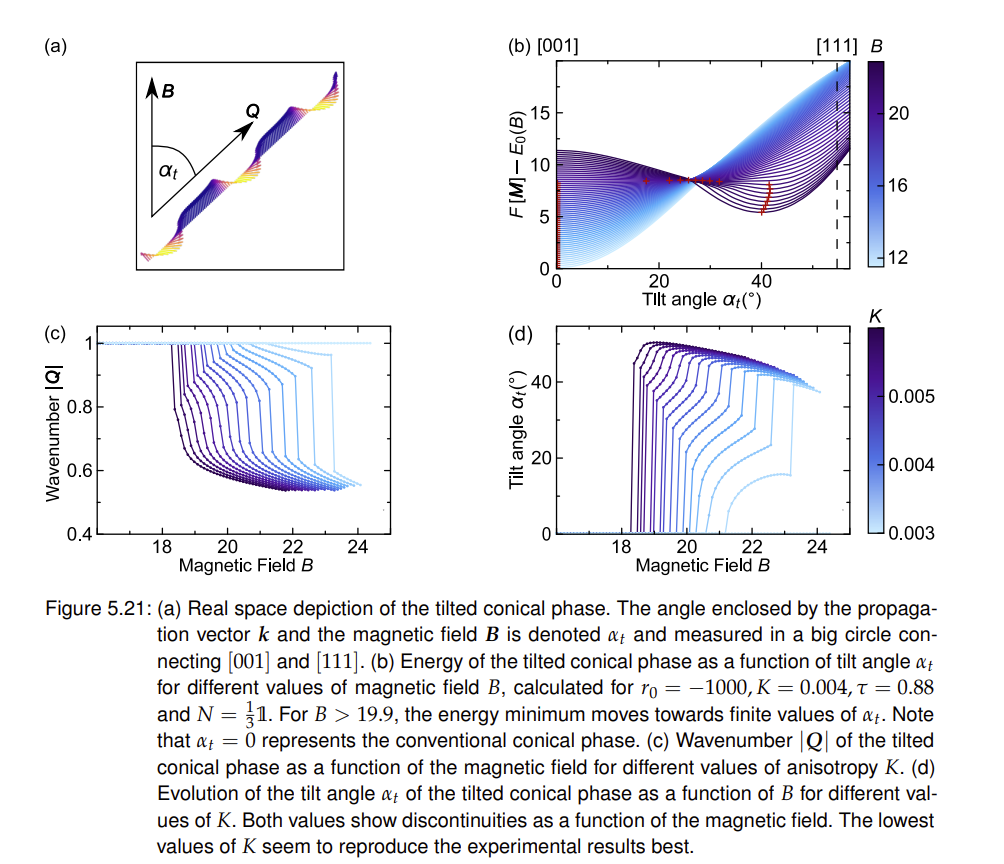 (a)
B
Q
αt
(b) [001] [111] B
F[M] − E0(B)
15
10
5
0
0 20 40
Tilt angle αt(°)
20
16
12
(c)
Wavenumber |Q|
1
0.8
0.6
0.4
18 20 22 24
Magnetic Field B
(d)
Tilt angle αt(°)
40
20
0
18 20 22 24
Magnetic Field B
K
0.005
0.004
0.003
Figure 5.21: (a) Real space depiction of the tilted conical phase. The angle enclosed by the propaga-
tion vector k and the magnetic field B is denoted αt and measured in a big circle con-
necting [001] and [111]. (b) Energy of the tilted conical phase as a function of tilt angle αt
for different values of magnetic field B, calculated for r0 = −1000, K = 0.004, τ = 0.88
and N = 1/3 𝟙. For B > 19.9, the energy minimum moves towards finite values of αt. Note
that αt = 0 represents the conventional conical phase. (c) Wavenumber |Q| of the tilted
conical phase as a function of the magnetic field for different values of anisotropy K. (d)
Evolution of the tilt angle αt of the tilted conical phase as a function of B for different val-
ues of K. Both values show discontinuities as a function of the magnetic field. The lowest
values of K seem to reproduce the experimental results best.